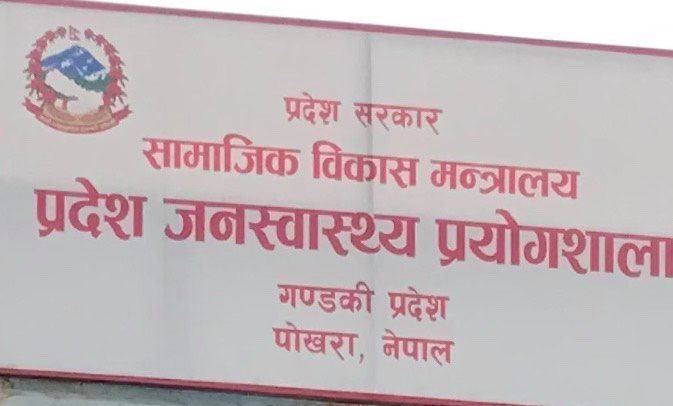 प्रदेश सरकार
सामाजिक विकास मन्त्रालय
प्रदेश जनस्वास्थ्य प्रयोगशाला
गण्डकी प्रदेश
पोखरा, नेपाल